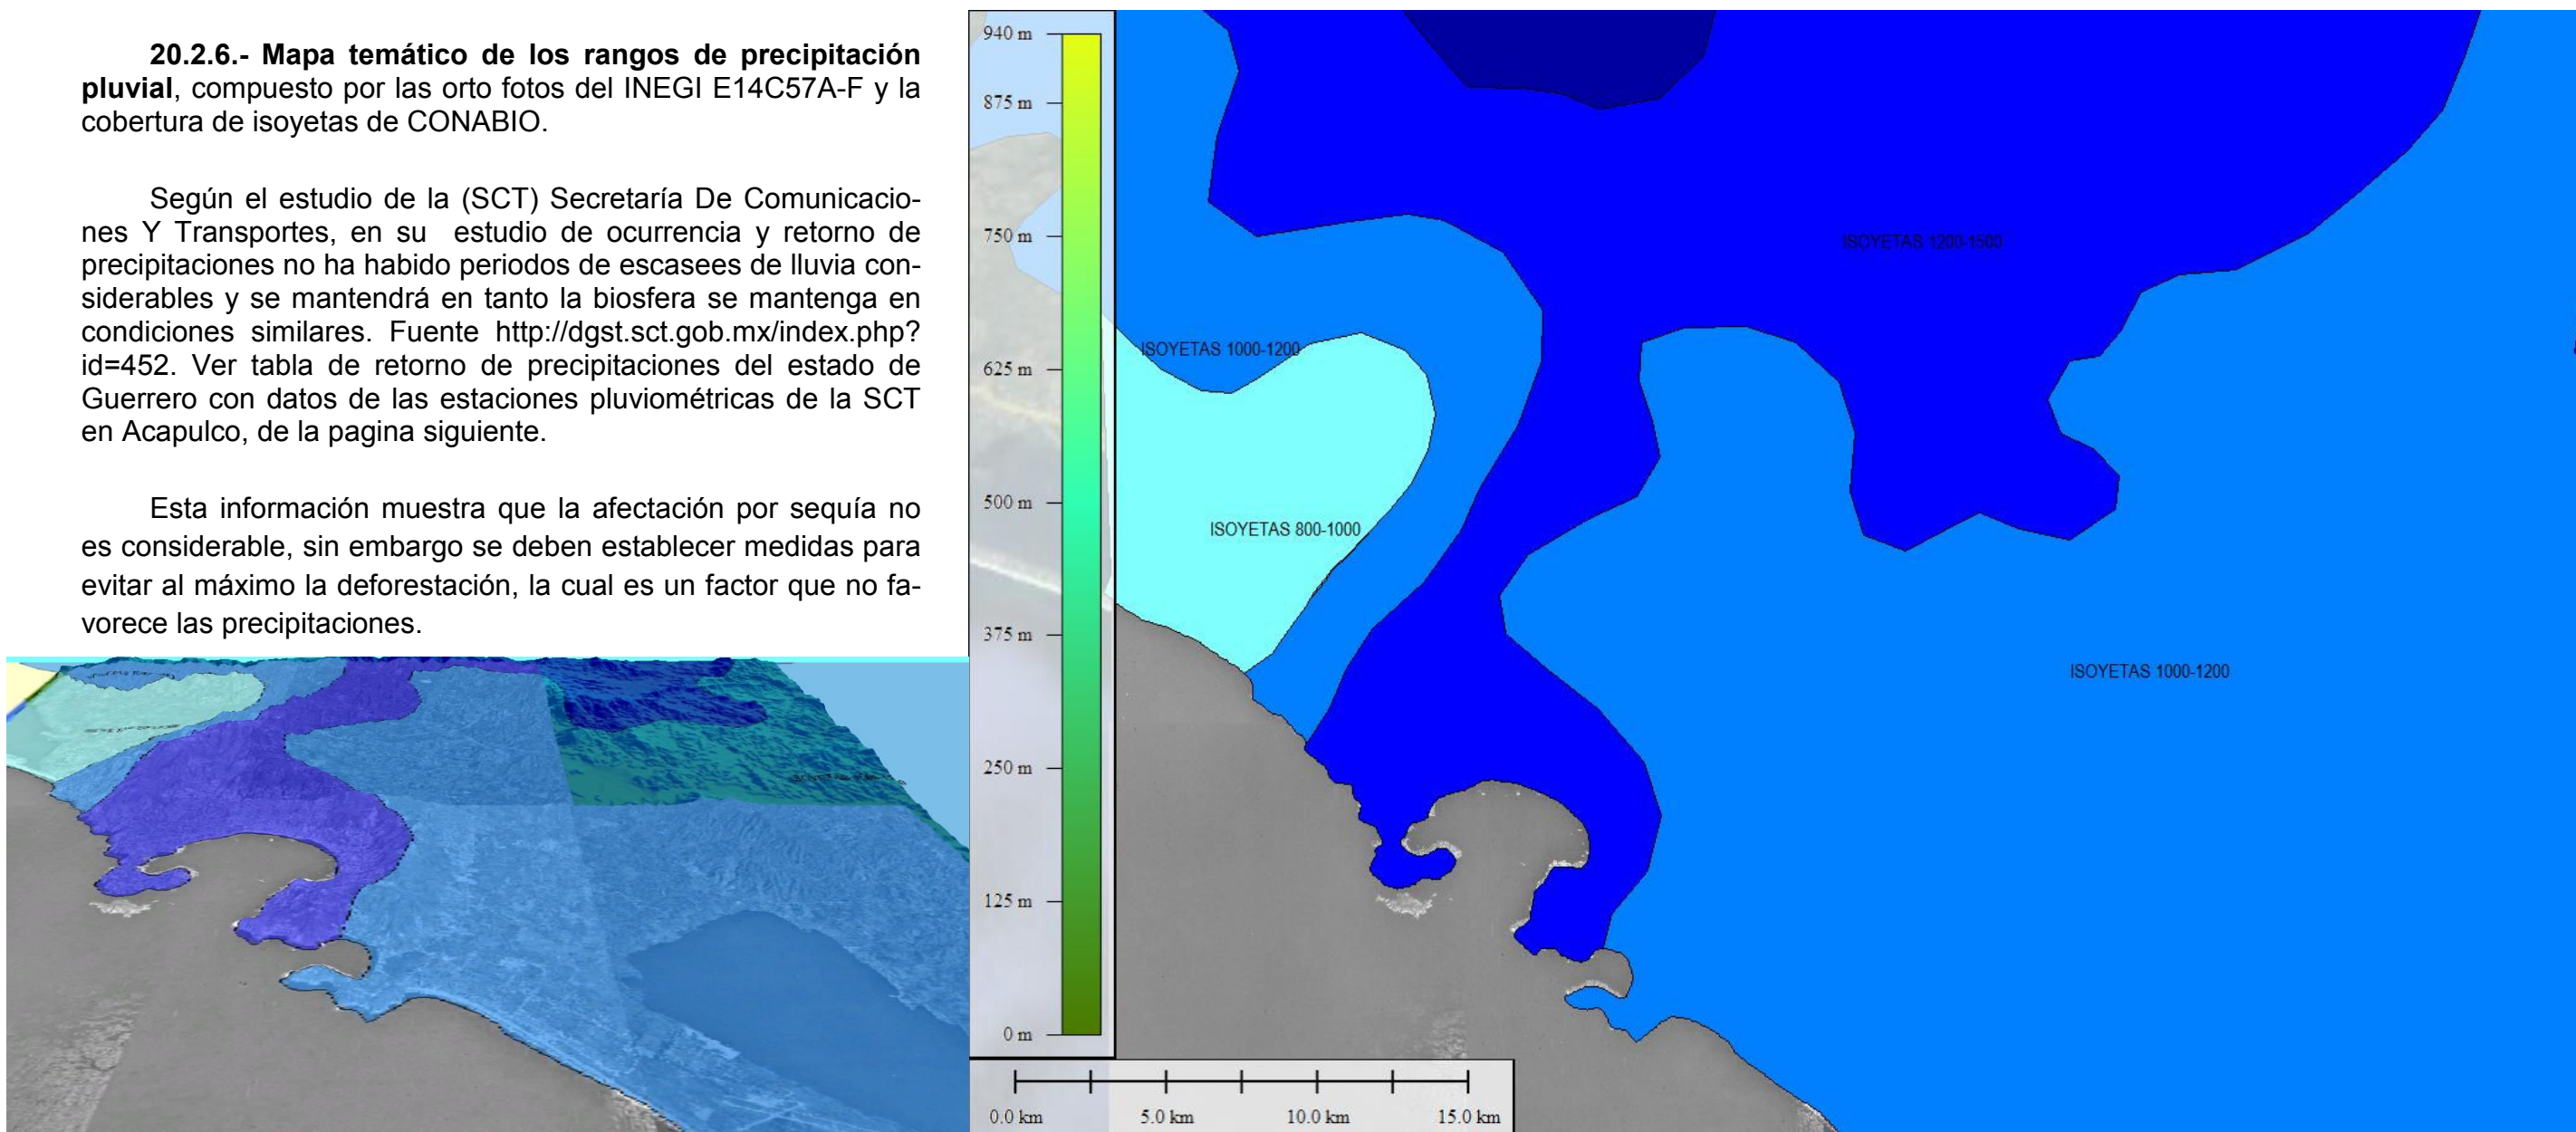 20.2.6.- Mapa temático de los rangos de precipitación
pluvial, compuesto por las orto fotos del INEGI E14C57A-F y la
cobertura de isoyetas de CONABIO.
Según el estudio de la (SCT) Secretaría De Comunicacio-
nes Y Transportes, en su estudio de ocurrencia y retorno de
precipitaciones no ha habido periodos de escasees de lluvia con-
siderables y se mantendrá en tanto la biosfera se mantenga en
condiciones similares. Fuente http://dgst.sct.gob.mx/index.php?
id=452. Ver tabla de retorno de precipitaciones del estado de
Guerrero con datos de las estaciones pluviométricas de la SCT
en Acapulco, de la pagina siguiente.
Esta información muestra que la afectación por sequía no
es considerable, sin embargo se deben establecer medidas para
evitar al máximo la deforestación, la cual es un factor que no fa-
vorece las precipitaciones.
940 m
875 m
750 m
625 m
500 m
375 m
250 m
125 m
0 m
ISOYETAS 1200-1500
ISOYETAS 1000-1200
ISOYETAS 800-1000
ISOYETAS 1000-1200
0.0 km 5.0 km 10.0 km 15.0 km